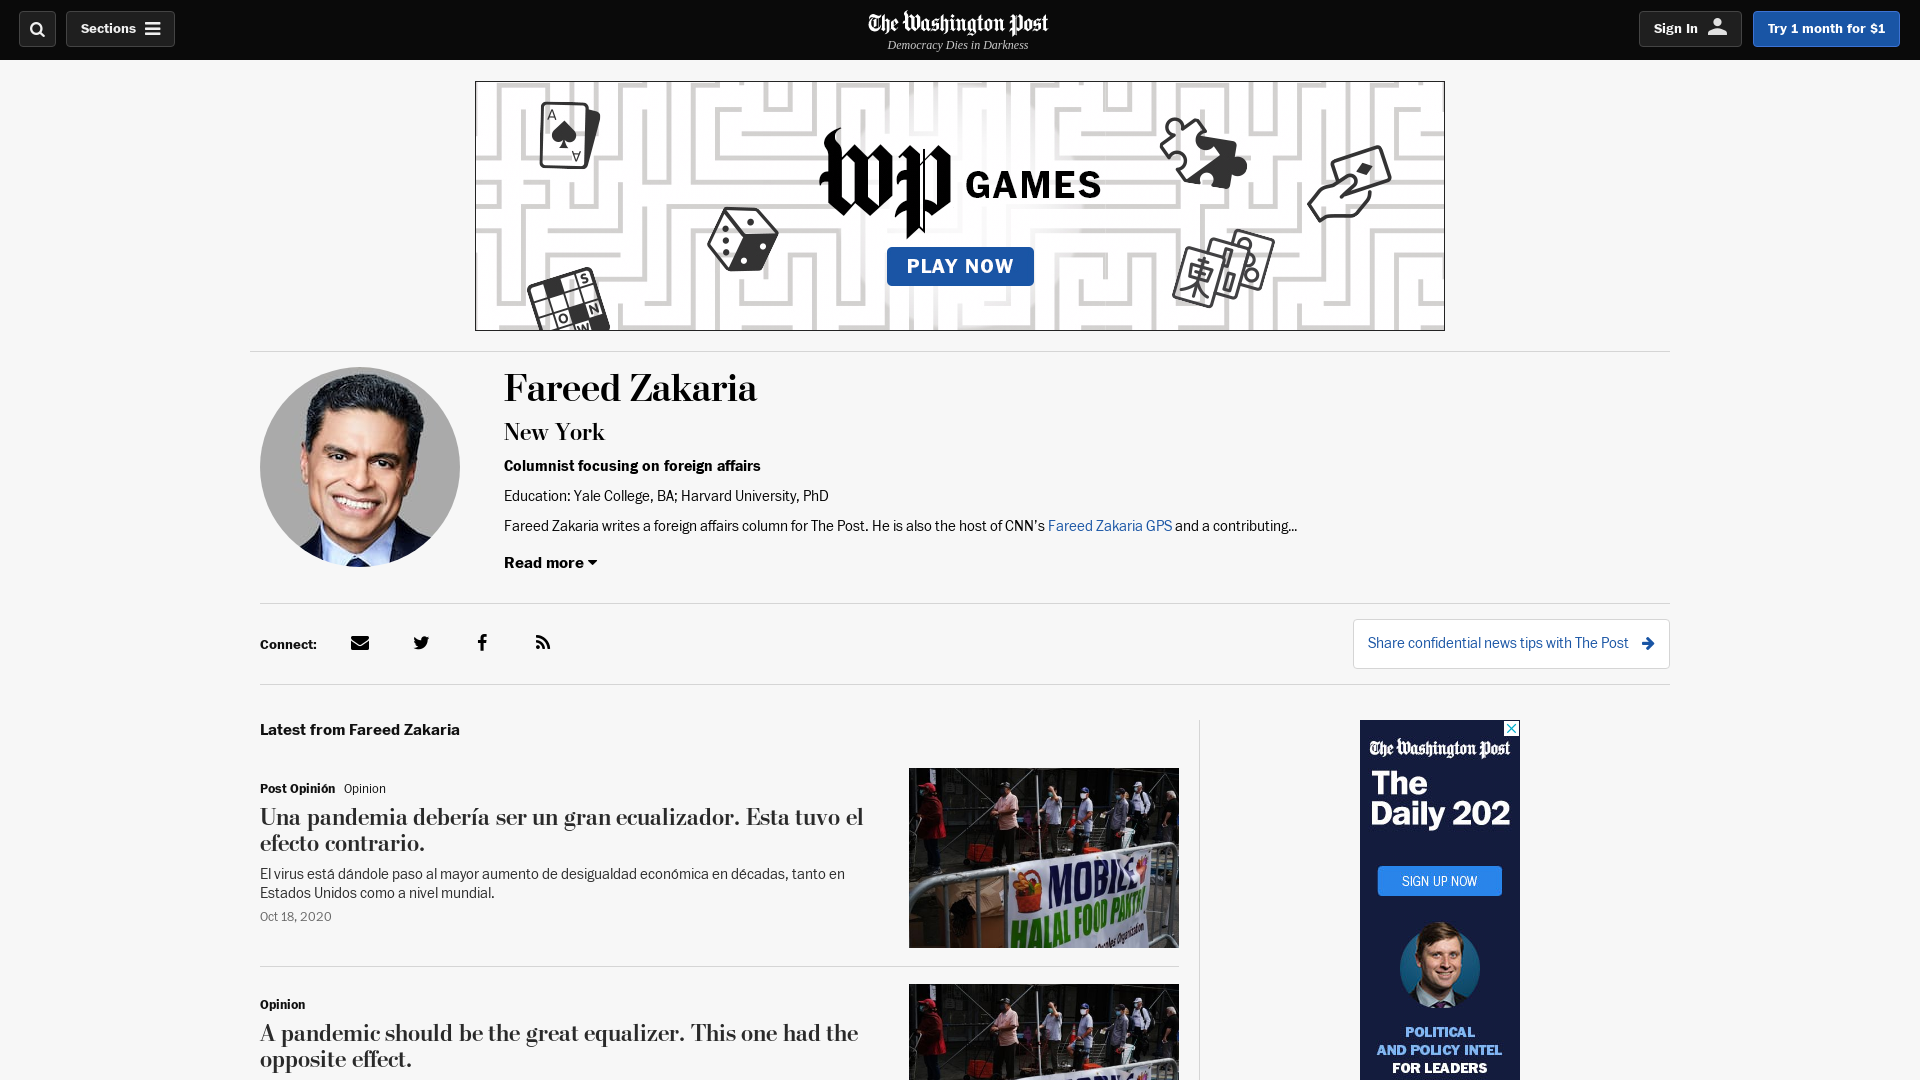 Sections
The Washington Post
Democracy Dies in Darkness
Sign In
Try 1 month for $1
A
A
wp GAMES
PLAY NOW
S
O N
W
東
Fareed Zakaria
New York
Columnist focusing on foreign affairs
Education: Yale College, BA; Harvard University, PhD
Fareed Zakaria writes a foreign affairs column for The Post. He is also the host of CNN’s Fareed Zakaria GPS and a contributing...
Read more
Connect:
Share confidential news tips with The Post
Latest from Fareed Zakaria
Post Opinión Opinion
Una pandemia debería ser un gran ecualizador. Esta tuvo el
efecto contrario.
El virus está dándole paso al mayor aumento de desigualdad económica en décadas, tanto en
Estados Unidos como a nivel mundial.
Oct 18, 2020
MOBILE
HALAL FOOD PANTRY
Organization
Opinion
A pandemic should be the great equalizer. This one had the
opposite effect.
MOBILE
The Washington Post
The
Daily 202
SIGN UP NOW
POLITICAL
AND POLICY INTEL
FOR LEADERS